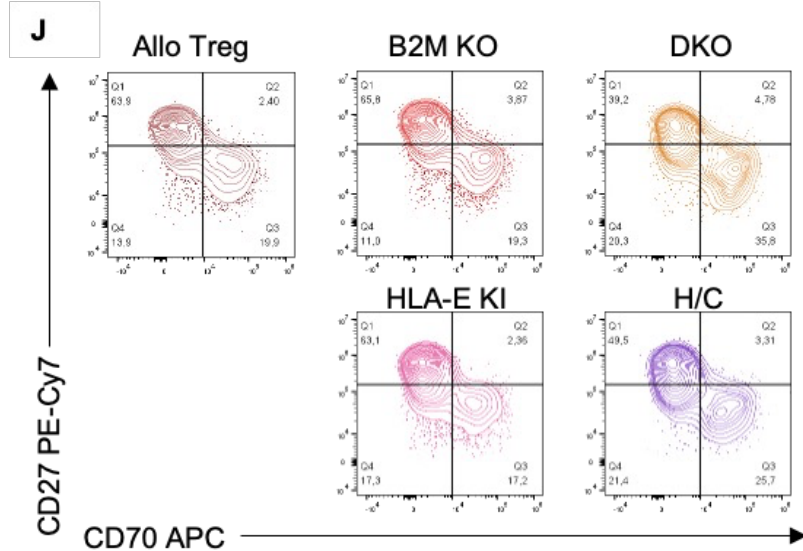 J
Allo Treg
B2M KO
DKO
Q1
63,9
Q2
2,40
Q4
13,9
Q3
19,9
Q1
65,8
Q2
3,87
Q4
11,0
Q3
19,3
Q1
39,2
Q2
4,78
Q4
20,3
Q3
35,8
HLA-E KI
H/C
Q1
63,1
Q2
2,36
Q4
17,3
Q3
17,2
Q1
49,5
Q2
3,31
Q4
21,4
Q3
25,7
CD27 PE-Cy7
CD70 APC